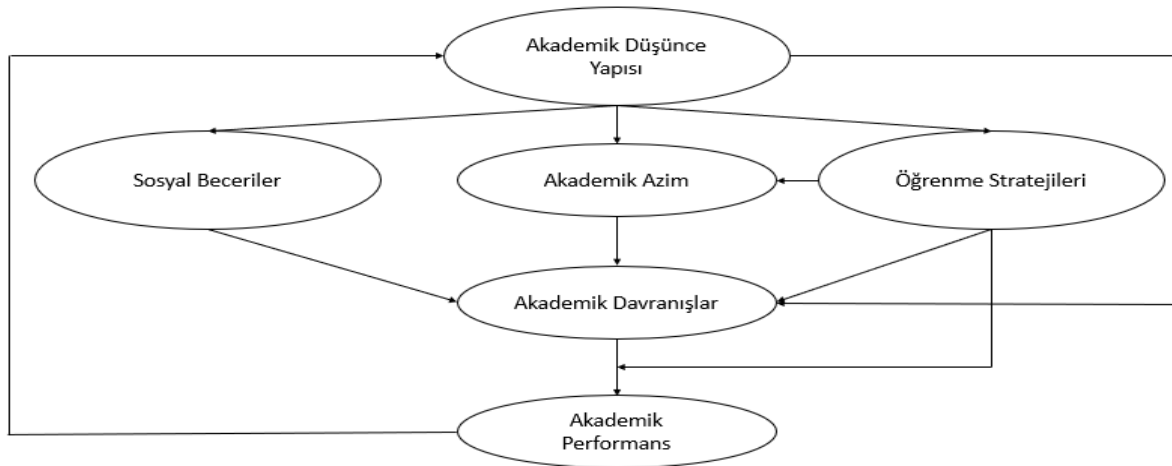 Akademik Düşünce
Yapısı
Sosyal Beceriler
Akademik Azim
Öğrenme Stratejileri
Akademik Davranışlar
Akademik
Performans